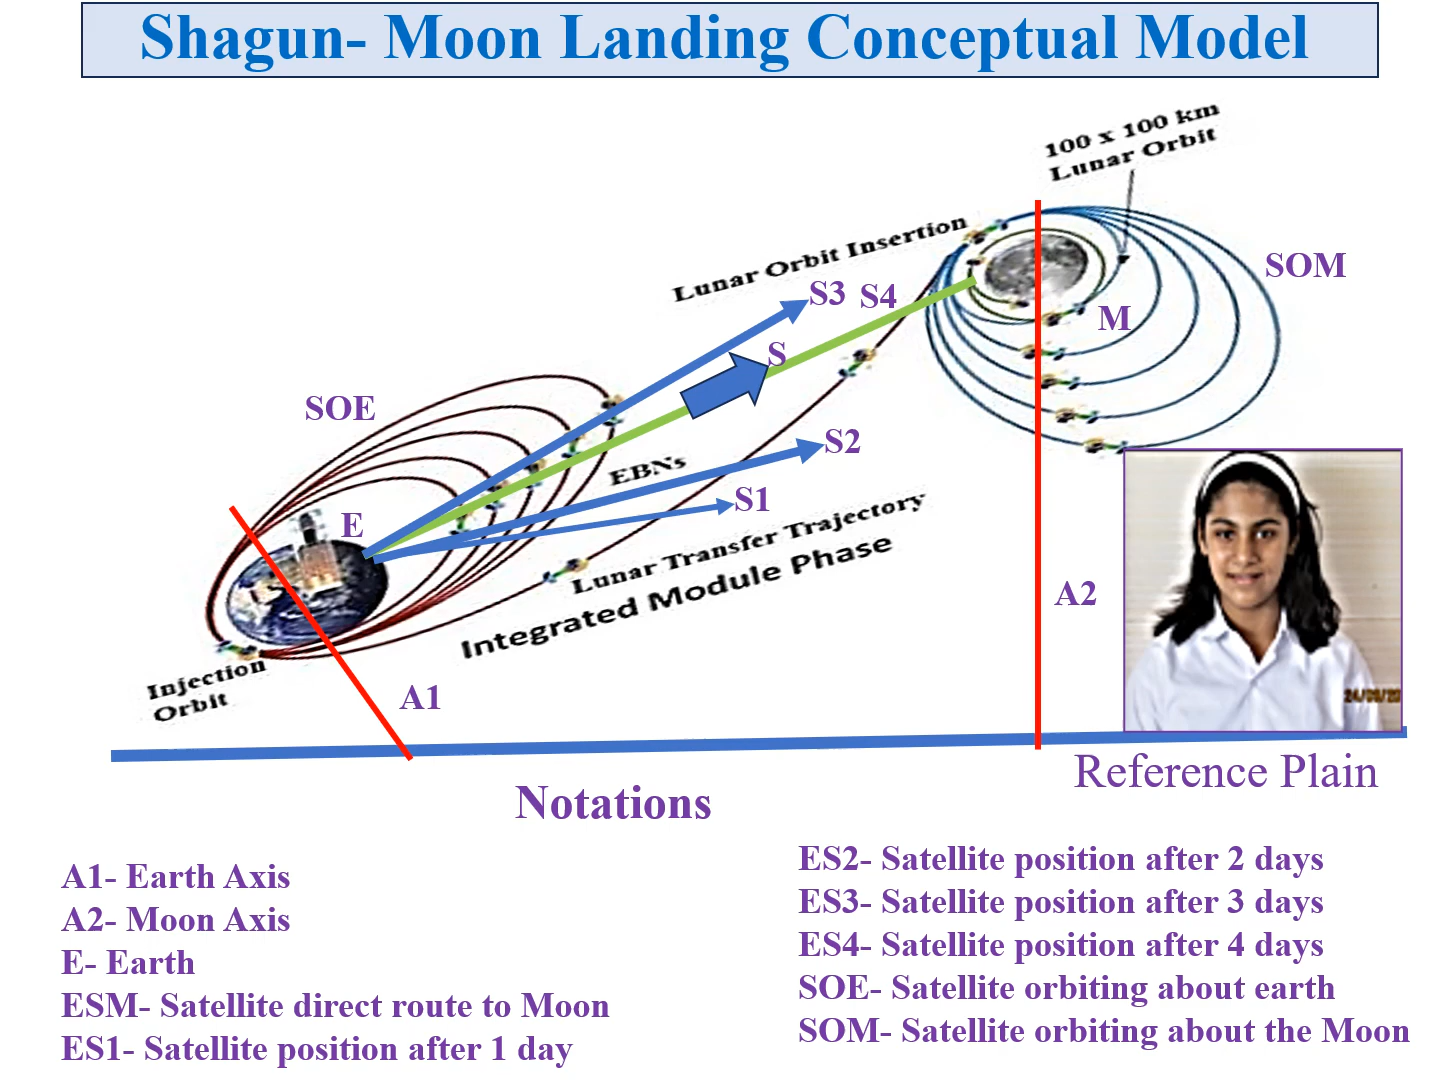 Shagun- Moon Landing Conceptual Model
100 x 100 km
Lunar Orbit
Lunar Orbit Insertion
SOM
S3 S4
M
S
SOE
S2
EBNs
S1
E
Lunar Transfer Trajectory
Integrated Module Phase
A2
Injection
Orbit
A1
24/09/20
Reference Plain
Notations
A1- Earth Axis
A2- Moon Axis
E- Earth
ESM- Satellite direct route to Moon
ES1- Satellite position after 1 day
ES2- Satellite position after 2 days
ES3- Satellite position after 3 days
ES4- Satellite position after 4 days
SOE- Satellite orbiting about earth
SOM- Satellite orbiting about the Moon